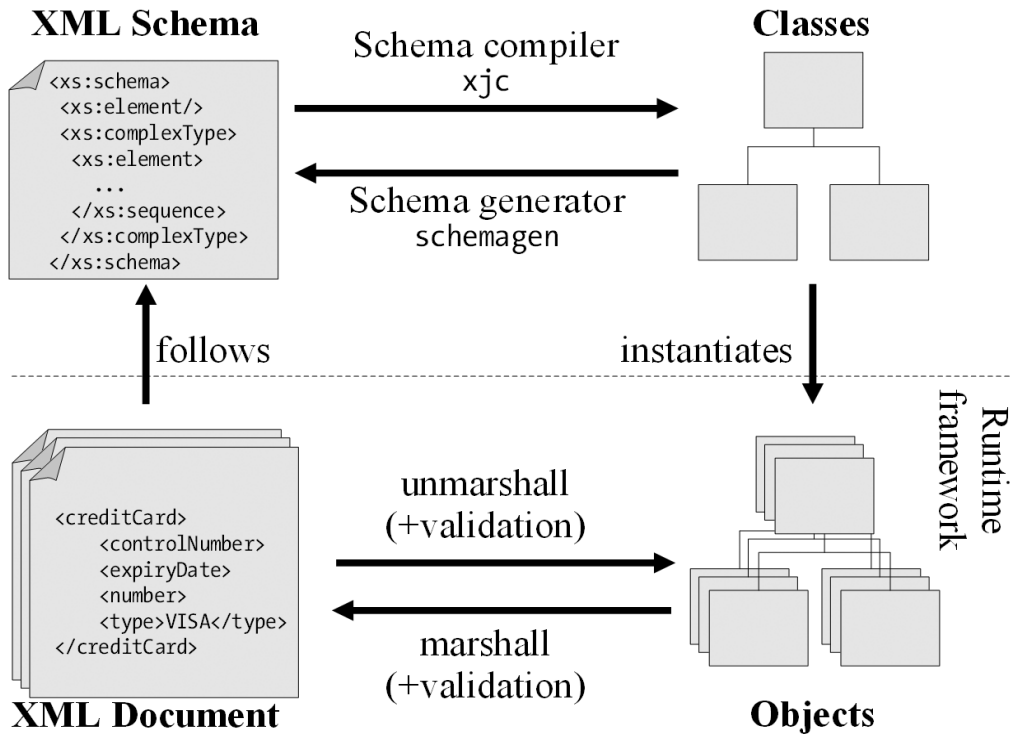 XML Schema
<xs:schema>
<xs:element/>
<xs:complexType>
<xs:element>
...
</xs:sequence>
</xs:complexType>
</xs:schema>
Schema compiler
xjc
Schema generator
schemagen
Classes
follows
instantiates
Runtime
framework
<creditCard>
<controlNumber>
<expiryDate>
<number>
<type>VISA</type>
</creditCard>
XML Document
unmarshall
(+validation)
marshall
(+validation)
Objects